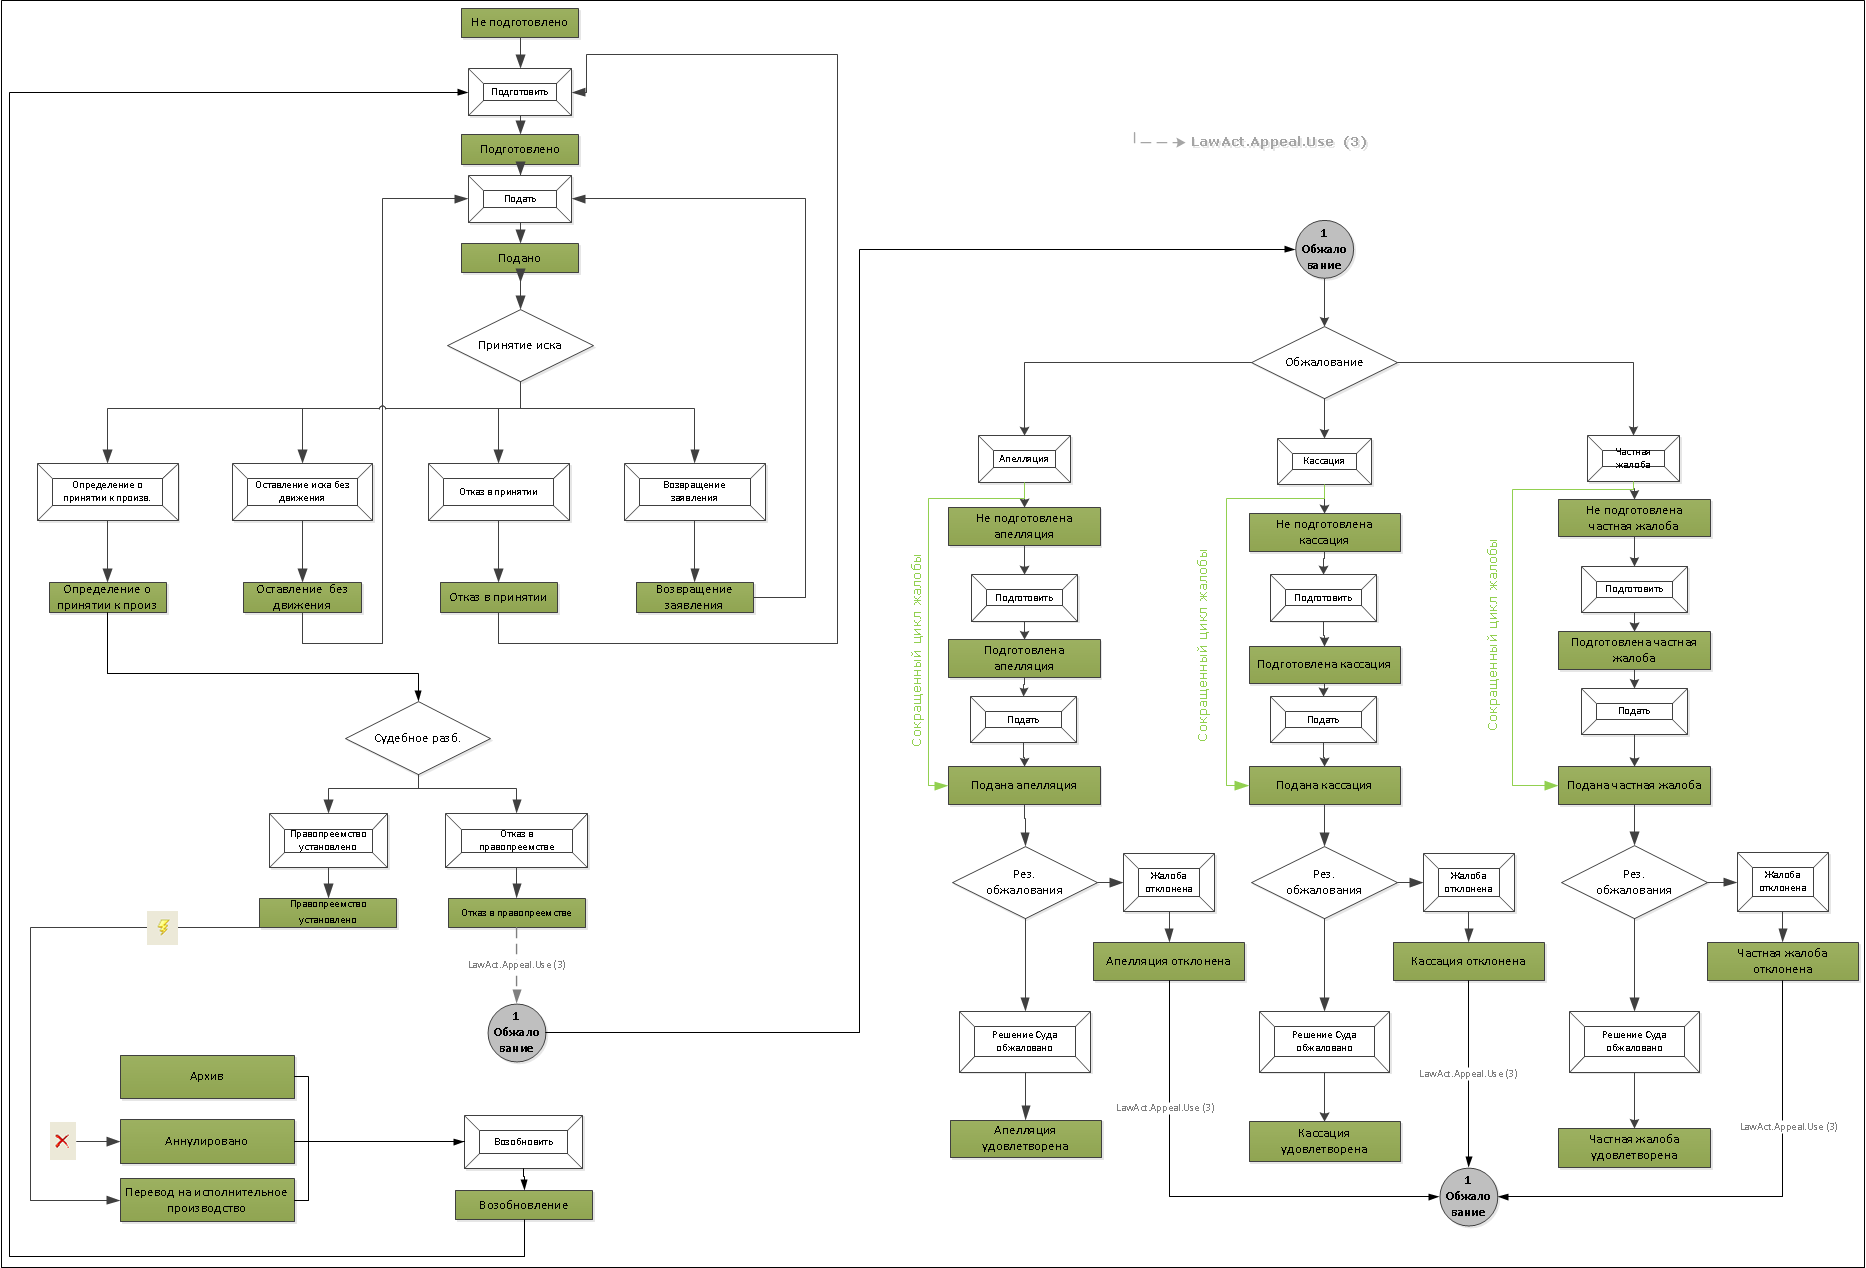 Не подготовлено
Подготовить
Подготовлено
Подать
Подано
Принятие иска
Определение о
принятии к произв.
Оставление иска без
движения
Отказ в принятии
Возвращение
заявления
Определение о
принятии к произ
Оставление без
движения
Отказ в принятии
Возвращение
заявления
Судебное разб.
Правопреемство
установлено
Отказ в
правопреемстве
Правопреемство
установлено
Отказ в правопреемстве
LawAct.Appeal.Use (3)
1
Обжало
вание
Архив
Аннулировано
Перевод на исполнительное
производство
Возобновить
Возобновление
LawAct.Appeal.Use (3)
1
Обжало
вание
Обжалование
Апелляция
Не подготовлена
апелляция
Подготовить
Подготовлена
апелляция
Подать
Подана апелляция
Сокращенный цикл жалобы
Рез.
обжалования
Жалоба
отклонена
Апелляция отклонена
Решение Суда
обжаловано
Апелляция
удовлетворена
LawAct.Appeal.Use (3)
Кассация
Не подготовлена
кассация
Подготовить
Подготовлена кассация
Подать
Подана кассация
Сокращенный цикл жалобы
Рез.
обжалования
Жалоба
отклонена
Кассация отклонена
Решение Суда
обжаловано
Кассация
удовлетворена
LawAct.Appeal.Use (3)
Частная
жалоба
Не подготовлена
частная жалоба
Подготовить
Подготовлена частная
жалоба
Подать
Подана частная жалоба
Сокращенный цикл жалобы
Рез.
обжалования
Жалоба
отклонена
Частная жалоба
отклонена
Решение Суда
обжаловано
Частная жалоба
удовлетворена
LawAct.Appeal.Use (3)
1
Обжало
вание